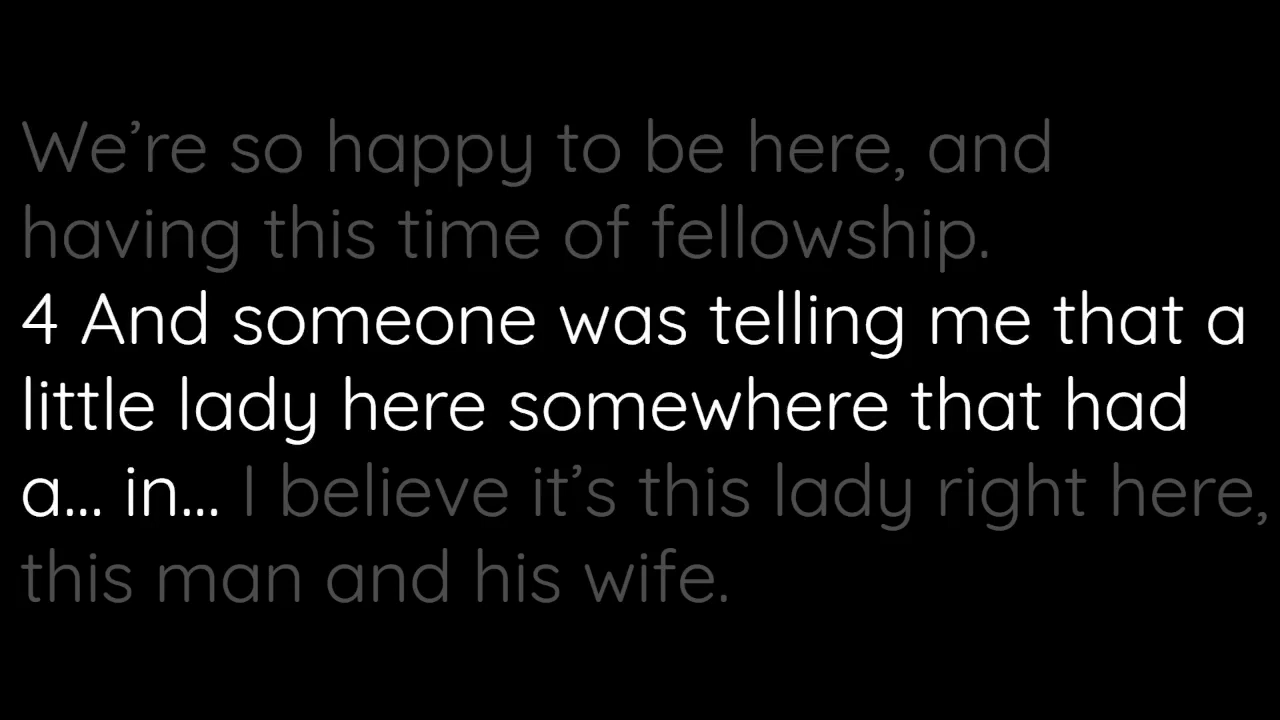 We’re so happy to be here, and
having this time of fellowship.
4 And someone was telling me that a
little lady here somewhere that had
a... in... I believe it’s this lady right here,
this man and his wife.